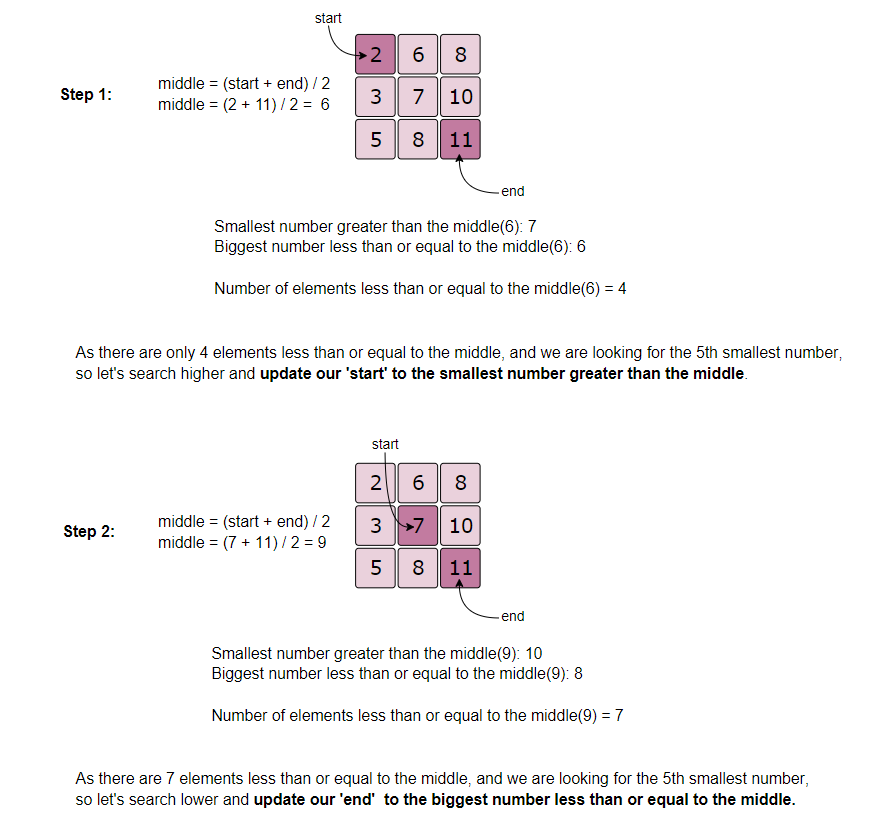 start
2 6 8
Step 1:
middle = (start + end) / 2
middle = (2 + 11) / 2 = 6
3 7 10
5 8 11
end
Smallest number greater than the middle(6): 7
Biggest number less than or equal to the middle(6): 6
Number of elements less than or equal to the middle(6) = 4
As there are only 4 elements less than or equal to the middle, and we are looking for the 5th smallest number,
so let's search higher and update our 'start' to the smallest number greater than the middle.
start
2 6 8
Step 2:
middle = (start + end) / 2
middle = (7 + 11) / 2 = 9
3 7 10
5 8 11
end
Smallest number greater than the middle(9): 10
Biggest number less than or equal to the middle(9): 8
Number of elements less than or equal to the middle(9) = 7
As there are 7 elements less than or equal to the middle, and we are looking for the 5th smallest number,
so let's search lower and update our 'end' to the biggest number less than or equal to the middle.